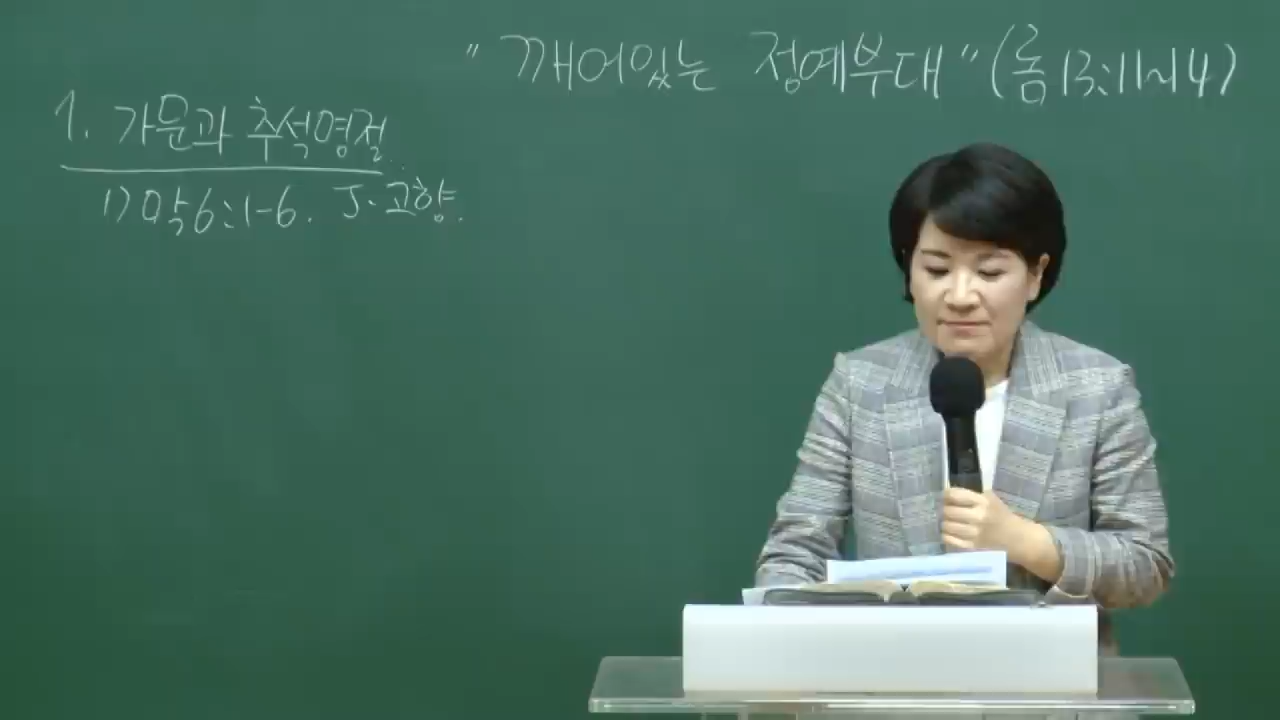 "깨어있는 정예부대" (롬13:11~14)
1. 가문과 추석명절
1) 막6:1-6. J. 고향.